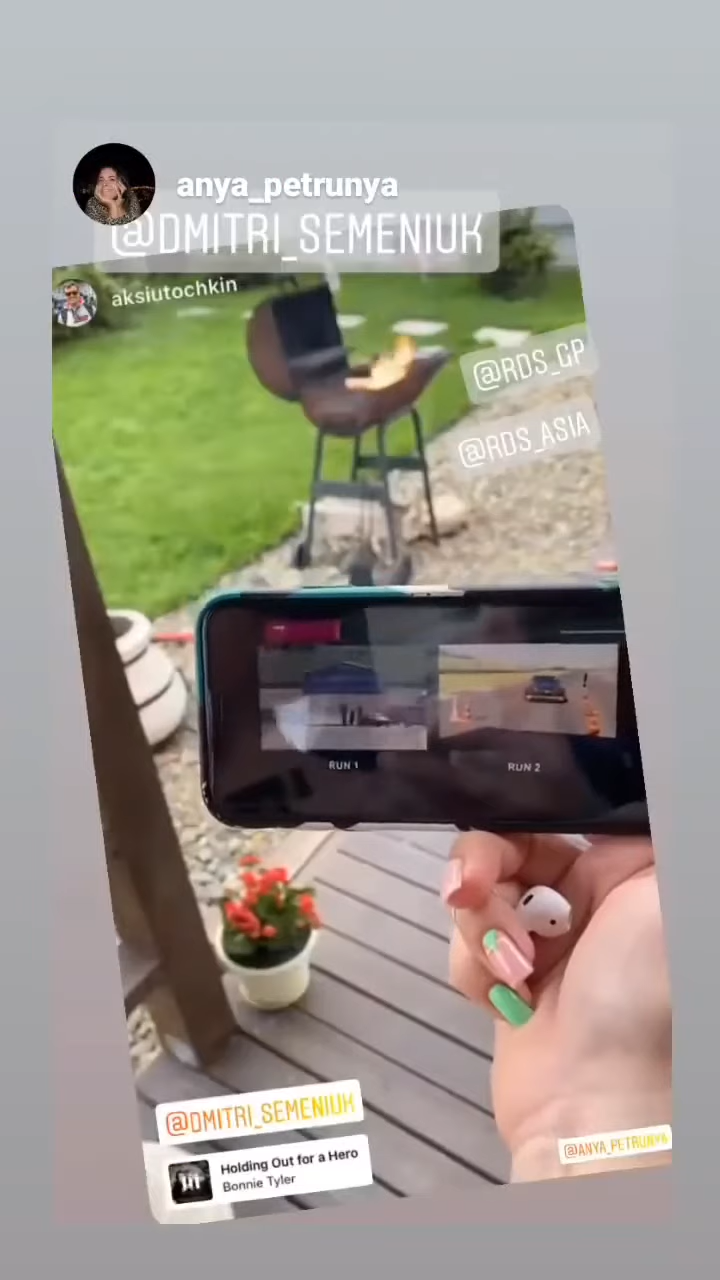 anya_petrunya
@DMITRI_SEMENIUK
aksiutochkin
@RDS_GP
@RDS_ASIA
RUN 1
RUN 2
@DMITRI_SEMENIUK
Holding Out for a Hero
Bonnie Tyler
@ANYA_PETRUNYA